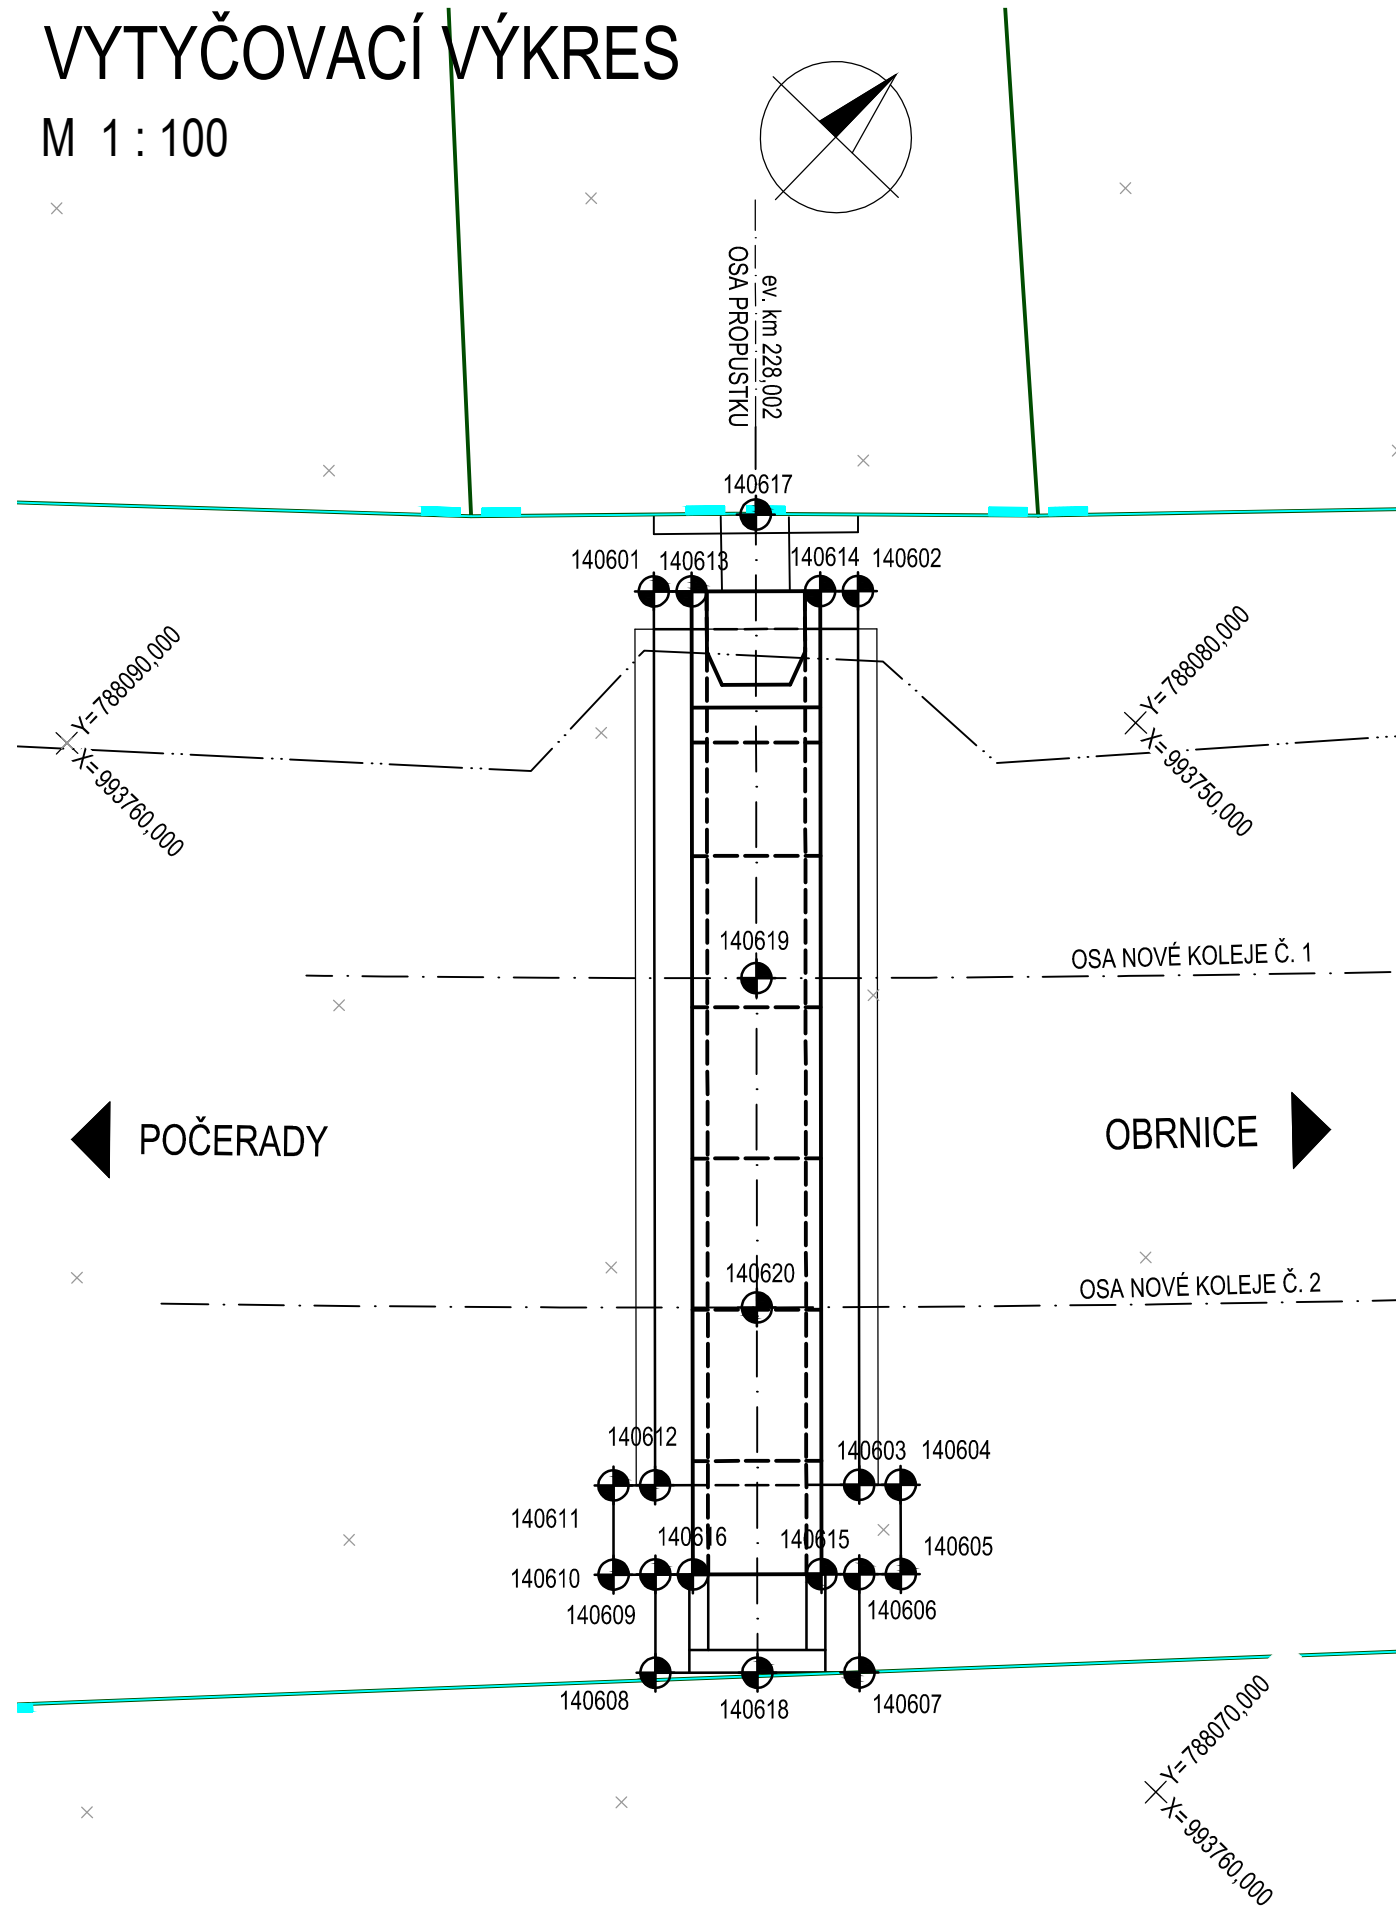 VYTYČOVACÍ VÝKRES
M 1 : 100
ev. km 228,002
OSA PROPUSTKU
140617
140601
140613
140614
140602
Y= 788090,000
X= 993760,000
Y= 788080,000
X= 993750,000
140619
OSA NOVÉ KOLEJE Č. 1
POČERADY
OBRNICE
140620
OSA NOVÉ KOLEJE Č. 2
140612
140603
140604
140611
140616
140615
140605
140610
140609
140606
140608
140618
140607
Y= 788070,000
X= 993760,000